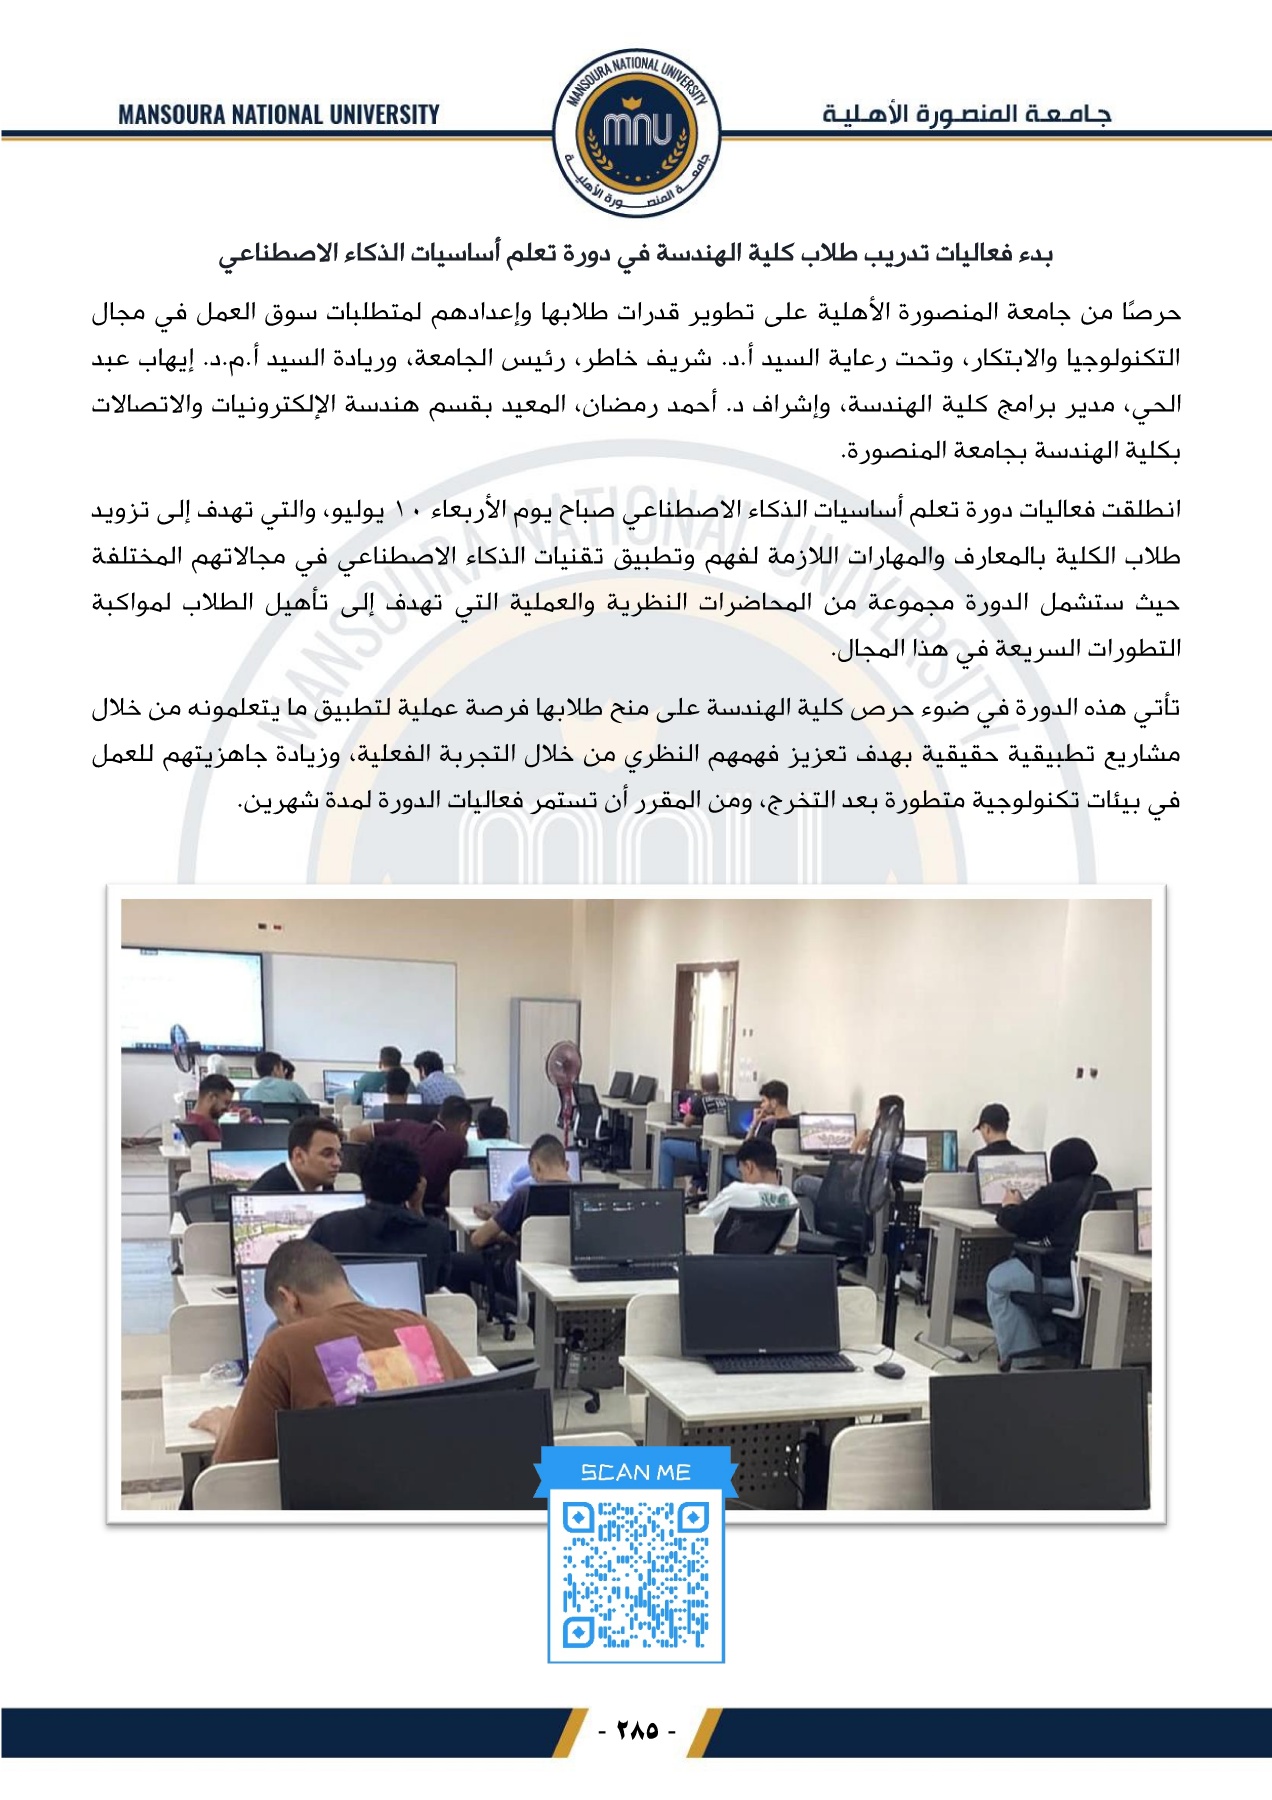 MANSOURA NATIONAL UNIVERSITY
جامعة المنصورة الأهلية
MANSOURA NATIONAL UNIVERSITY
mnu
جامعة المنصورة الأهلية
بدء فعاليات تدريب طلاب كلية الهندسة في دورة تعلم أساسيات الذكاء الاصطناعي
حرصًا من جامعة المنصورة الأهلية على تطوير قدرات طلابها وإعدادهم لمتطلبات سوق العمل في مجال
التكنولوجيا والابتكار، وتحت رعاية السيد أ.د. شريف خاطر، رئيس الجامعة، وريادة السيد أ.م.د. إيهاب عبد
الحي، مدير برامج كلية الهندسة، وإشراف د. أحمد رمضان، المعيد بقسم هندسة الإلكترونيات والاتصالات
بكلية الهندسة بجامعة المنصورة.
انطلقت فعاليات دورة تعلم أساسيات الذكاء الاصطناعي صباح يوم الأربعاء ١٠ يوليو، والتي تهدف إلى تزويد
طلاب الكلية بالمعارف والمهارات اللازمة لفهم وتطبيق تقنيات الذكاء الاصطناعي في مجالاتهم المختلفة
حيث ستشمل الدورة مجموعة من المحاضرات النظرية والعملية التي تهدف إلى تأهيل الطلاب لمواكبة
التطورات السريعة في هذا المجال.
تأتي هذه الدورة في ضوء حرص كلية الهندسة على منح طلابها فرصة عملية لتطبيق ما يتعلمونه من خلال
مشاريع تطبيقية حقيقية بهدف تعزيز فهمهم النظري من خلال التجربة الفعلية، وزيادة جاهزيتهم للعمل
في بيئات تكنولوجية متطورة بعد التخرج، ومن المقرر أن تستمر فعاليات الدورة لمدة شهرين.
MANSOURA NATIONAL UNIVERSITY
mnu
SCAN ME
- ٢٨٥ -